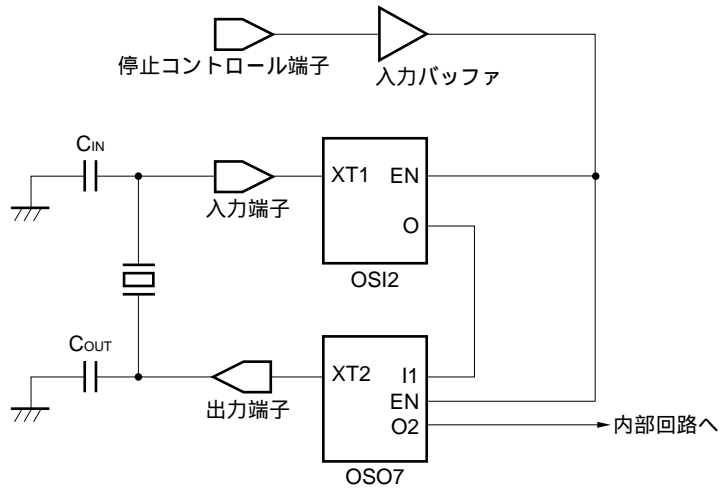 停止コントロール端子
入力バッファ
CIN
XT1
EN
入力端子
O
OSI2
COUT
XT2
I1
出力端子
EN
O2
内部回路へ
OSO7